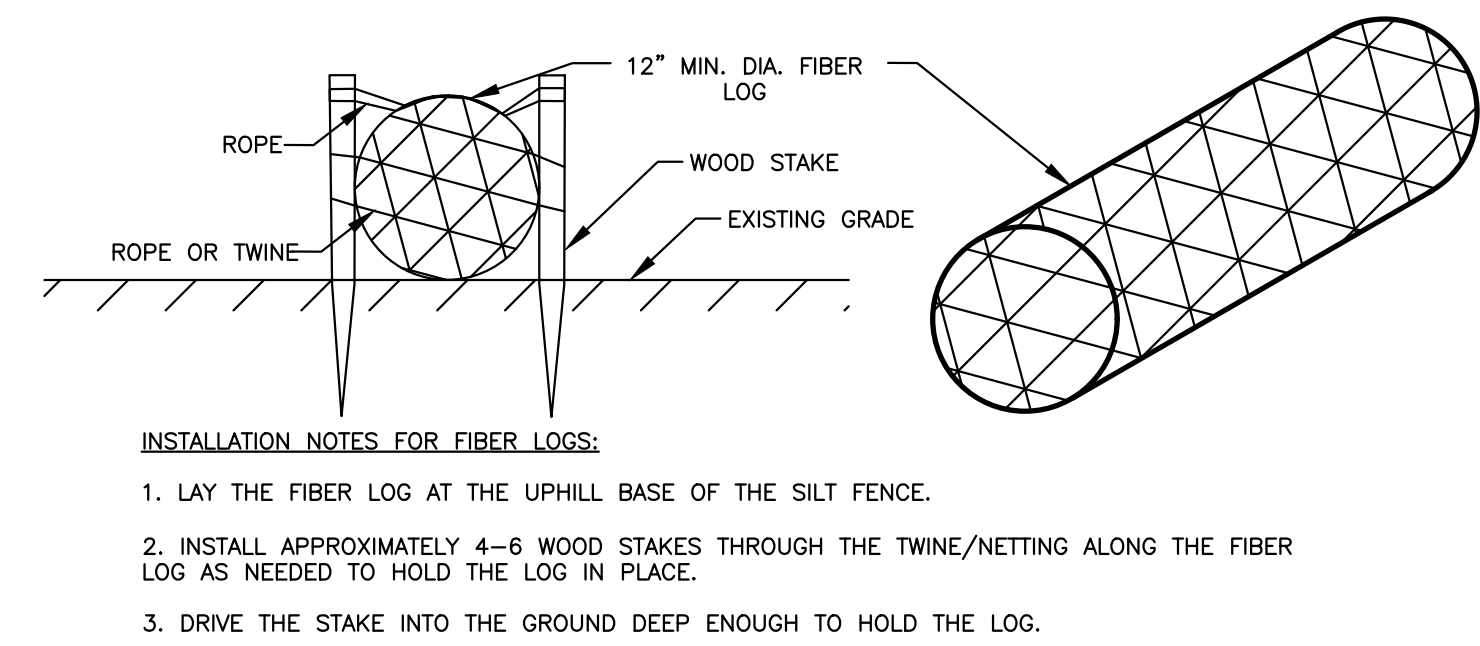 12” MIN. DIA. FIBER
LOG
ROPE
WOOD STAKE
EXISTING GRADE
ROPE OR TWINE
INSTALLATION NOTES FOR FIBER LOGS:
1. LAY THE FIBER LOG AT THE UPHILL BASE OF THE SILT FENCE.
2. INSTALL APPROXIMATELY 4–6 WOOD STAKES THROUGH THE TWINE/NETTING ALONG THE FIBER
LOG AS NEEDED TO HOLD THE LOG IN PLACE.
3. DRIVE THE STAKE INTO THE GROUND DEEP ENOUGH TO HOLD THE LOG.